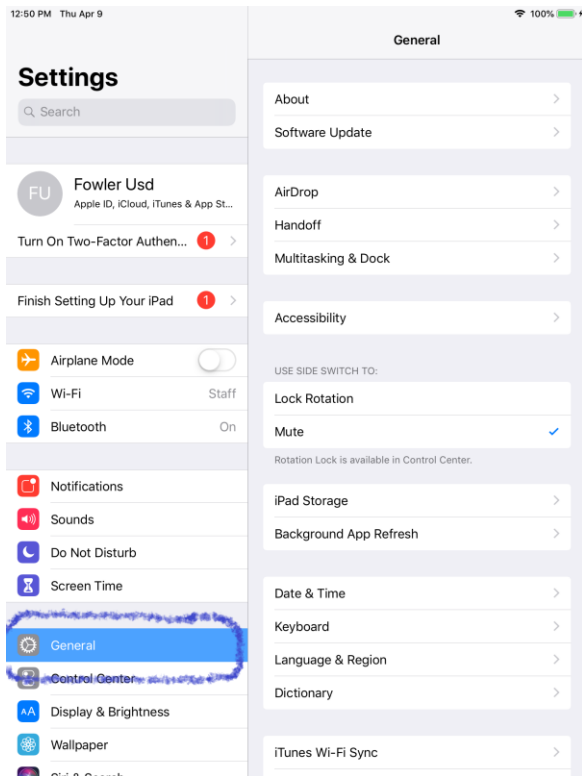 12:50 PM Thu Apr 9
100%
Settings
Search
FU
Fowler Usd
Apple ID, iCloud, iTunes & App St...
Turn On Two-Factor Authen...
1
Finish Setting Up Your iPad
1
Airplane Mode
Wi-Fi
Staff
Bluetooth
On
Notifications
Sounds
Do Not Disturb
Screen Time
General
Control Center
AA
Display & Brightness
Wallpaper
Siri & Search
General
About
Software Update
AirDrop
Handoff
Multitasking & Dock
Accessibility
USE SIDE SWITCH TO:
Lock Rotation
Mute
Rotation Lock is available in Control Center.
iPad Storage
Background App Refresh
Date & Time
Keyboard
Language & Region
Dictionary
iTunes Wi-Fi Sync